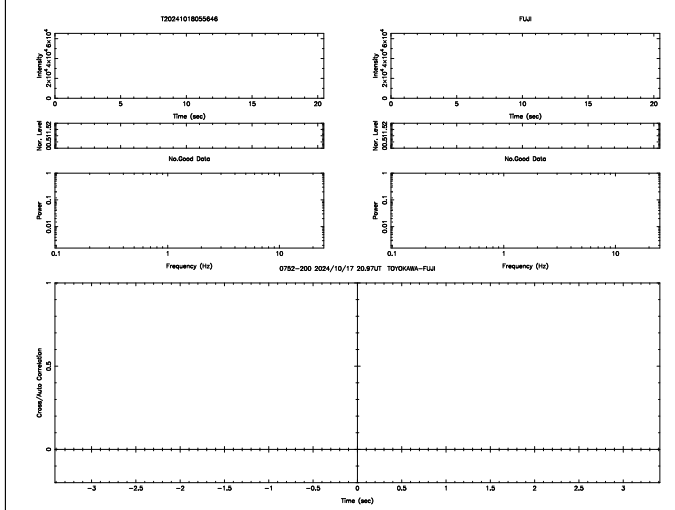 T20241018055646
FUJI
Intensity
0 2×10⁴ 4×10⁴ 6×10⁴
0 5 10 15 20
Time (sec)
Intensity
0 2×10⁴ 4×10⁴ 6×10⁴
0 5 10 15 20
Time (sec)
Nor. Level
00.511.52
Nor. Level
00.511.52
No.Good Data
No.Good Data
Power
0.01 0.1 1
0.1 1 10
Frequency (Hz)
Power
0.01 0.1 1
0.1 1 10
Frequency (Hz)
0752-200 2024/10/17 20.97UT TOYOKAWA-FUJI
Cross/Auto Correlation
0 0.5 1
-3 -2.5 -2 -1.5 -1 -0.5 0 0.5 1 1.5 2 2.5 3
Time (sec)